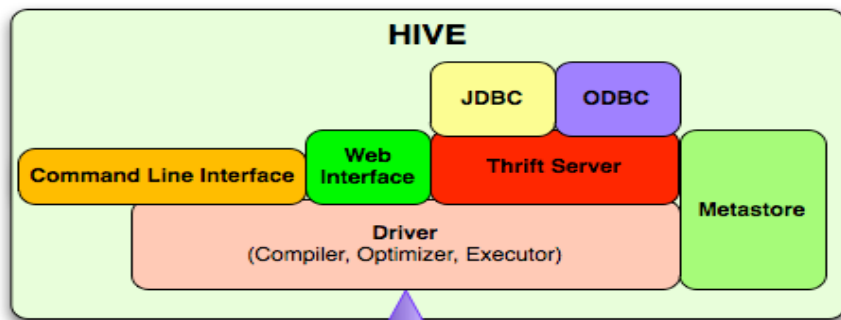 HIVE
JDBC
ODBC
Command Line Interface
Web
Interface
Thrift Server
Metastore
Driver
(Compiler, Optimizer, Executor)